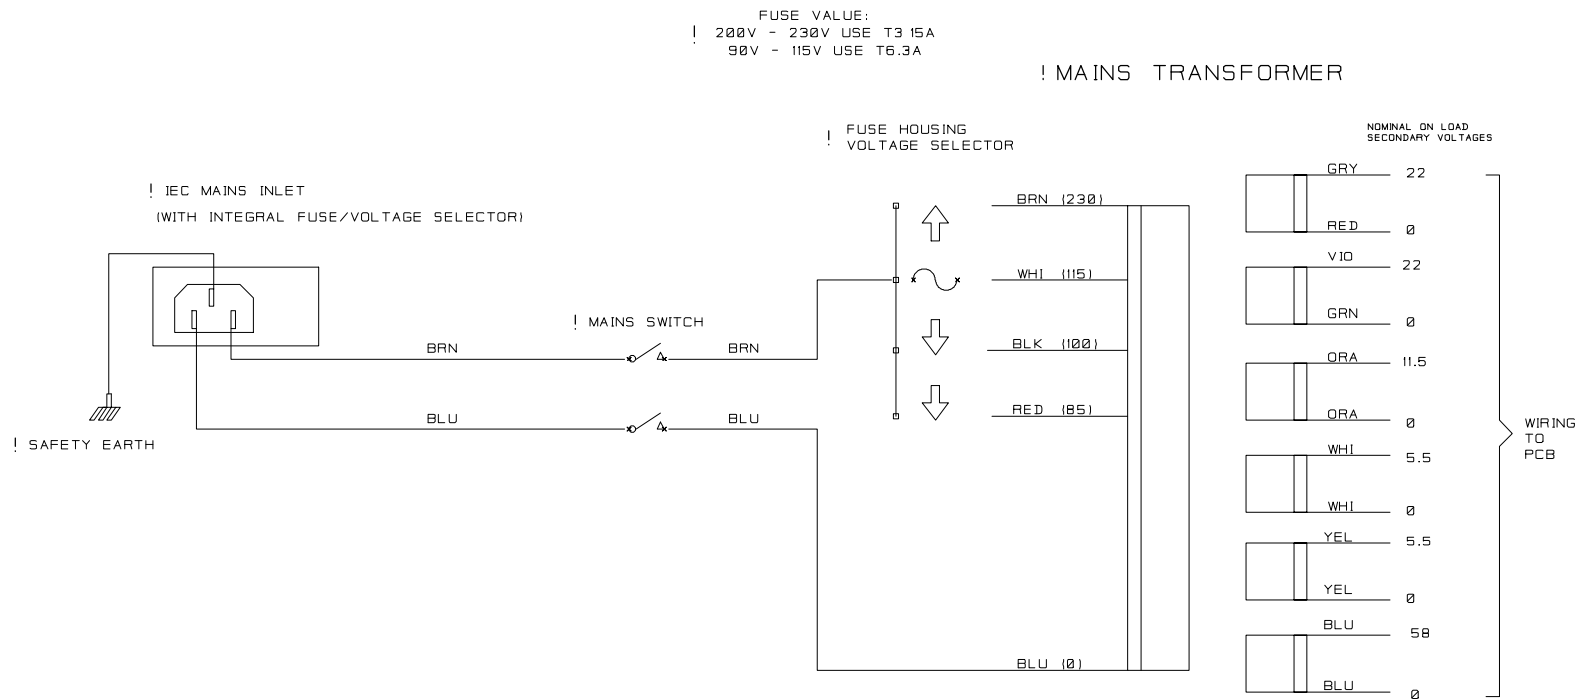 FUSE VALUE:
! 200V - 230V USE T3 15A
90V - 115V USE T6.3A
! MAINS TRANSFORMER
! FUSE HOUSING
VOLTAGE SELECTOR
NOMINAL ON LOAD
SECONDARY VOLTAGES
! IEC MAINS INLET
(WITH INTEGRAL FUSE/VOLTAGE SELECTOR)
! MAINS SWITCH
BRN
BRN
BLU
BLU
! SAFETY EARTH
BRN (230)
WHI (115)
BLK (100)
RED (85)
BLU (0)
GRY 22
RED 0
VIO 22
GRN 0
ORA 11.5
ORA 0
WHI 5.5
WHI 0
YEL 5.5
YEL 0
BLU 58
BLU 0
WIRING
TO
PCB